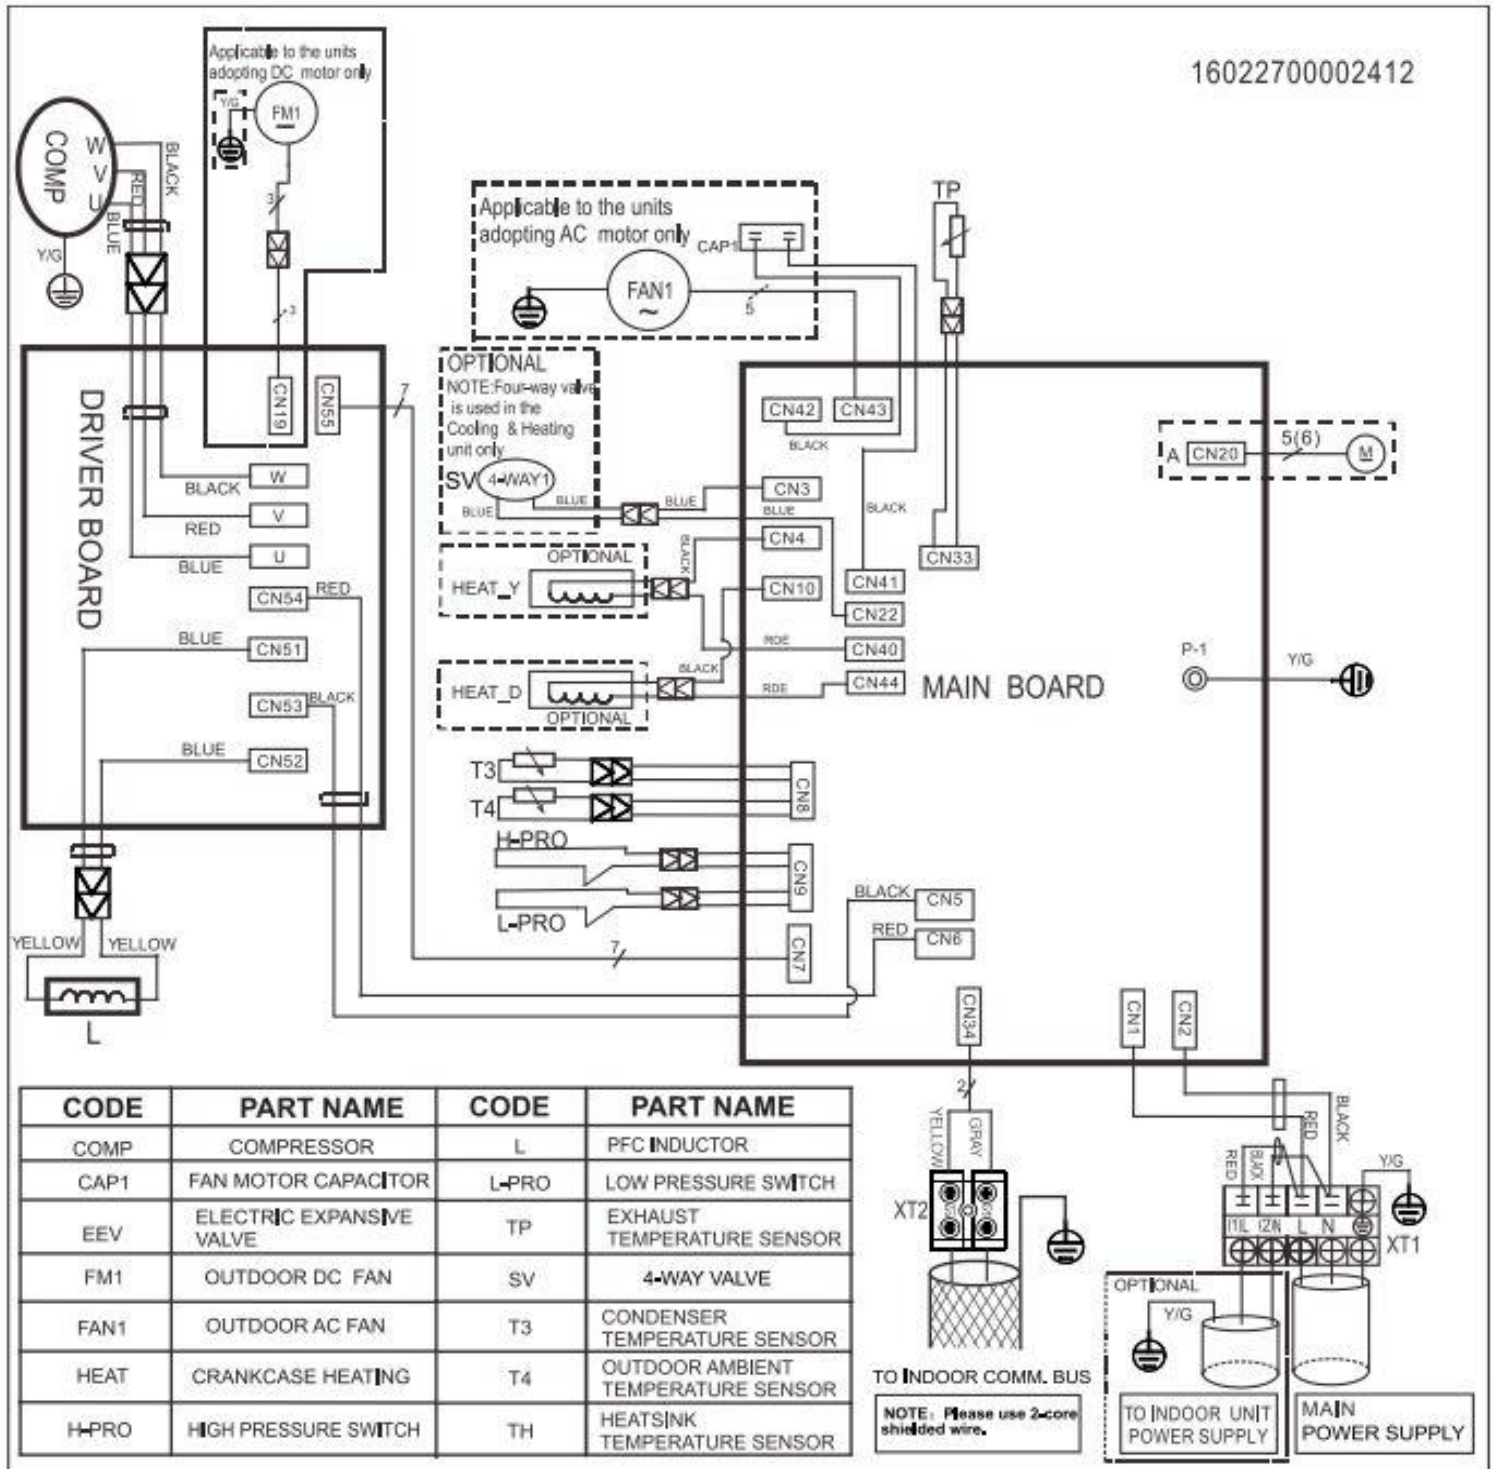 16022700002412
Applicable to the units
adopting DC motor only
Y/G
FM1
COMP
W
V
U
BLACK
RED
BLUE
Y/G
3
3
Applicable to the units
adopting AC motor only
CAP1
FAN1
~
5
TP
DRIVER BOARD
CN19
CN55
7
W
BLACK
V
RED
U
BLUE
CN54
RED
BLUE
CN51
CN53
BLACK
BLUE
CN52
YELLOW
YELLOW
L
OPTIONAL
NOTE:Four-way valve
is used in the
Cooling & Heating
unit only
SV
4-WAY1
BLUE
BLUE
BLUE
BLUE
OPTIONAL
HEAT_Y
BLACK
RDE
HEAT_D
OPTIONAL
BLACK
RDE
T3
T4
H-PRO
L-PRO
7
CN42
CN43
BLACK
CN3
CN4
CN10
BLACK
CN41
CN22
CN40
CN44
CN33
MAIN BOARD
A
CN20
5(6)
M
P-1
Y/G
CN8
CN9
CN7
BLACK
CN5
RED
CN6
CN34
CN1
CN2
2
YELLOW
GRAY
XT2
TO INDOOR COMM. BUS
NOTE: Please use 2-core
shielded wire.
RED
BLACK
RED
BLACK
Y/G
L
N
XT1
OPTIONAL
Y/G
TO INDOOR UNIT
POWER SUPPLY
MAIN
POWER SUPPLY
CODE PART NAME CODE PART NAME
COMP COMPRESSOR L PFC INDUCTOR
CAP1 FAN MOTOR CAPACITOR L-PRO LOW PRESSURE SWITCH
EEV ELECTRIC EXPANSIVE
VALVE
TP EXHAUST
TEMPERATURE SENSOR
FM1 OUTDOOR DC FAN SV 4-WAY VALVE
FAN1 OUTDOOR AC FAN T3 CONDENSER
TEMPERATURE SENSOR
HEAT CRANKCASE HEATING T4 OUTDOOR AMBIENT
TEMPERATURE SENSOR
H-PRO HIGH PRESSURE SWITCH TH HEATSINK
TEMPERATURE SENSOR